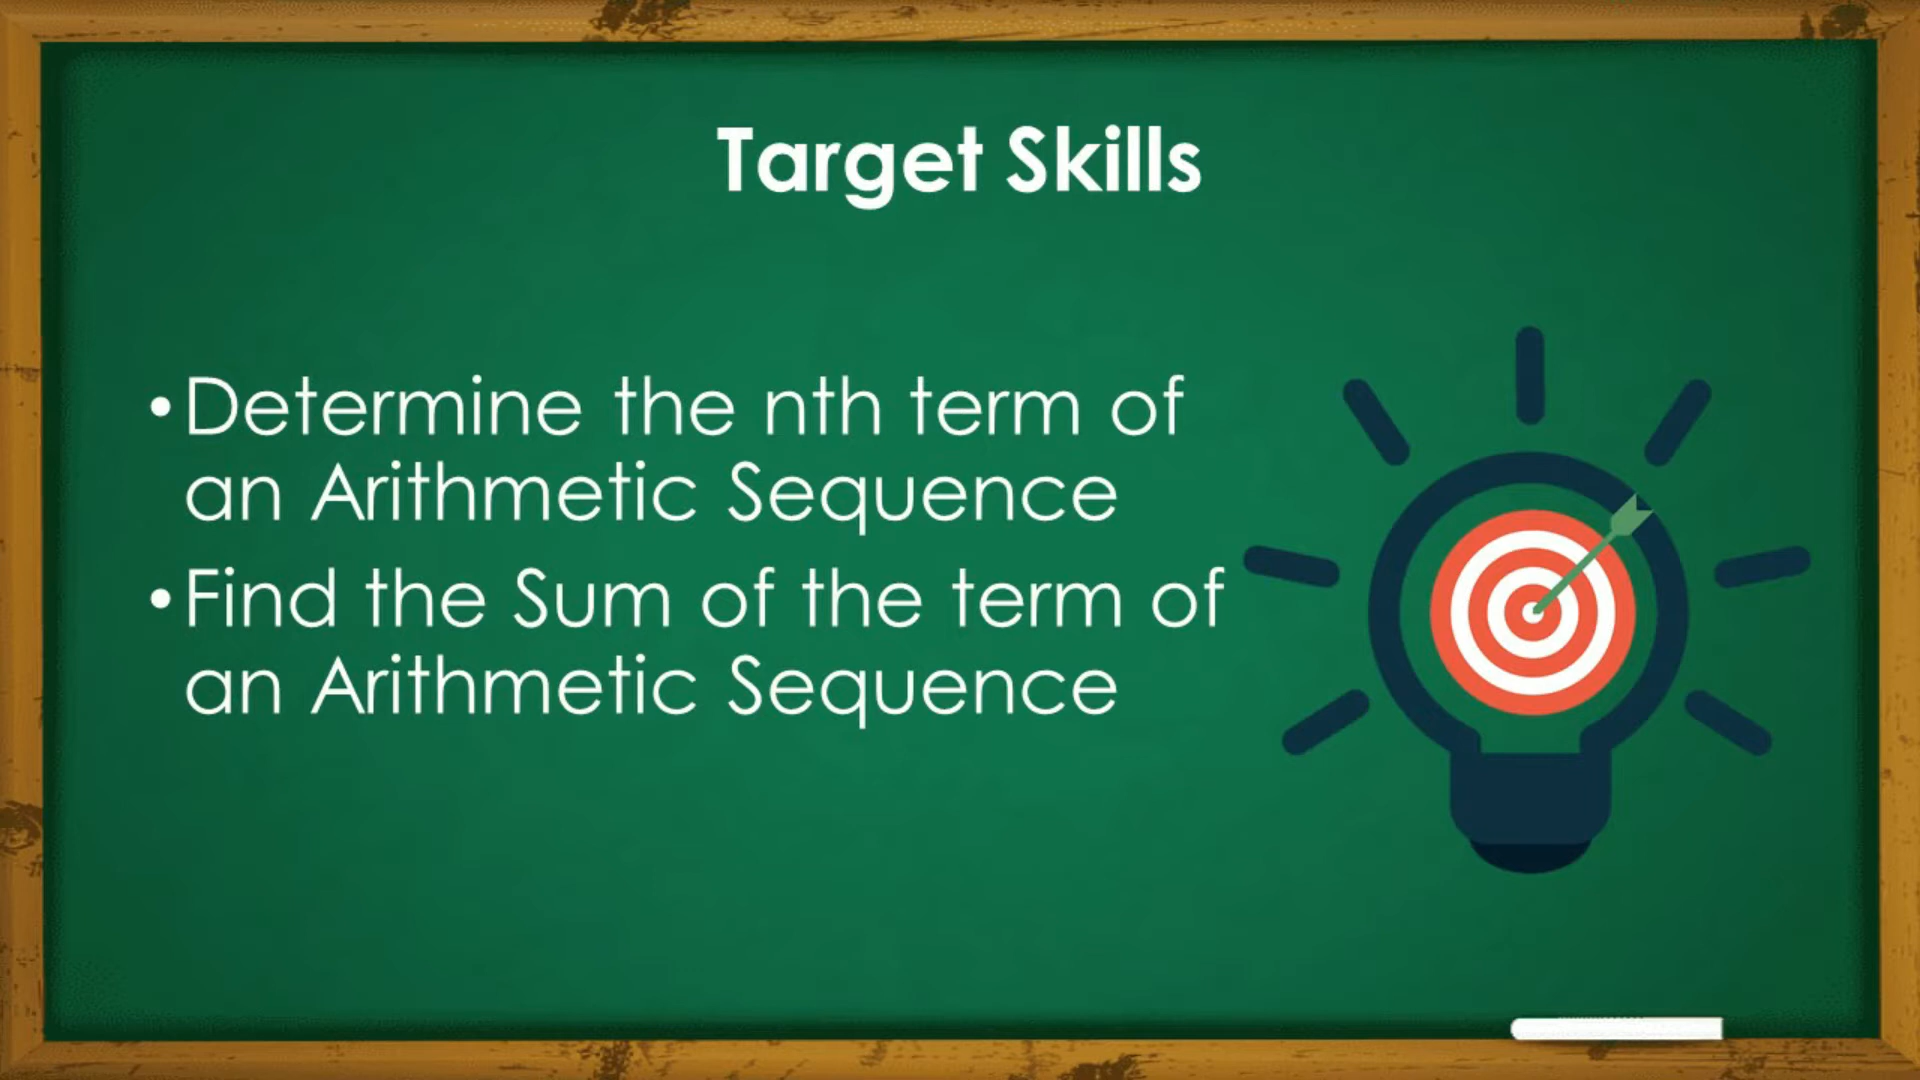 Target Skills
•Determine the nth term of
an Arithmetic Sequence
•Find the Sum of the term of
an Arithmetic Sequence